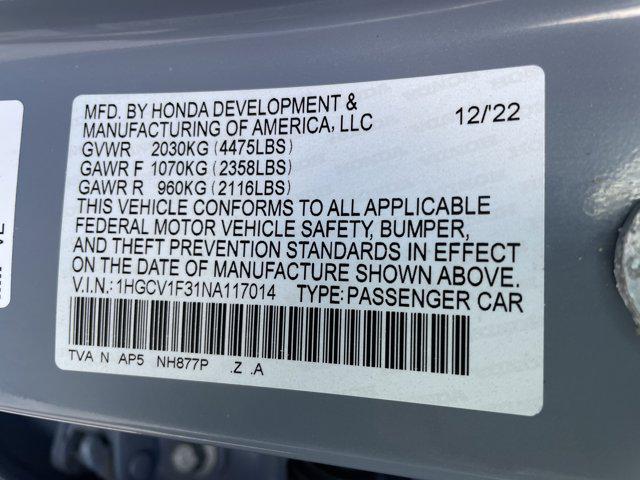 MFD. BY HONDA DEVELOPMENT &
MANUFACTURING OF AMERICA, LLC 12/'22
GVWR 2030KG (4475LBS)
GAWR F 1070KG (2358LBS)
GAWR R 960KG (2116LBS)
THIS VEHICLE CONFORMS TO ALL APPLICABLE
FEDERAL MOTOR VEHICLE SAFETY, BUMPER,
AND THEFT PREVENTION STANDARDS IN EFFECT
ON THE DATE OF MANUFACTURE SHOWN ABOVE.
V.I.N.: 1HGCV1F31NA117014 TYPE: PASSENGER CAR
TVA N AP5 NH877P .Z .A